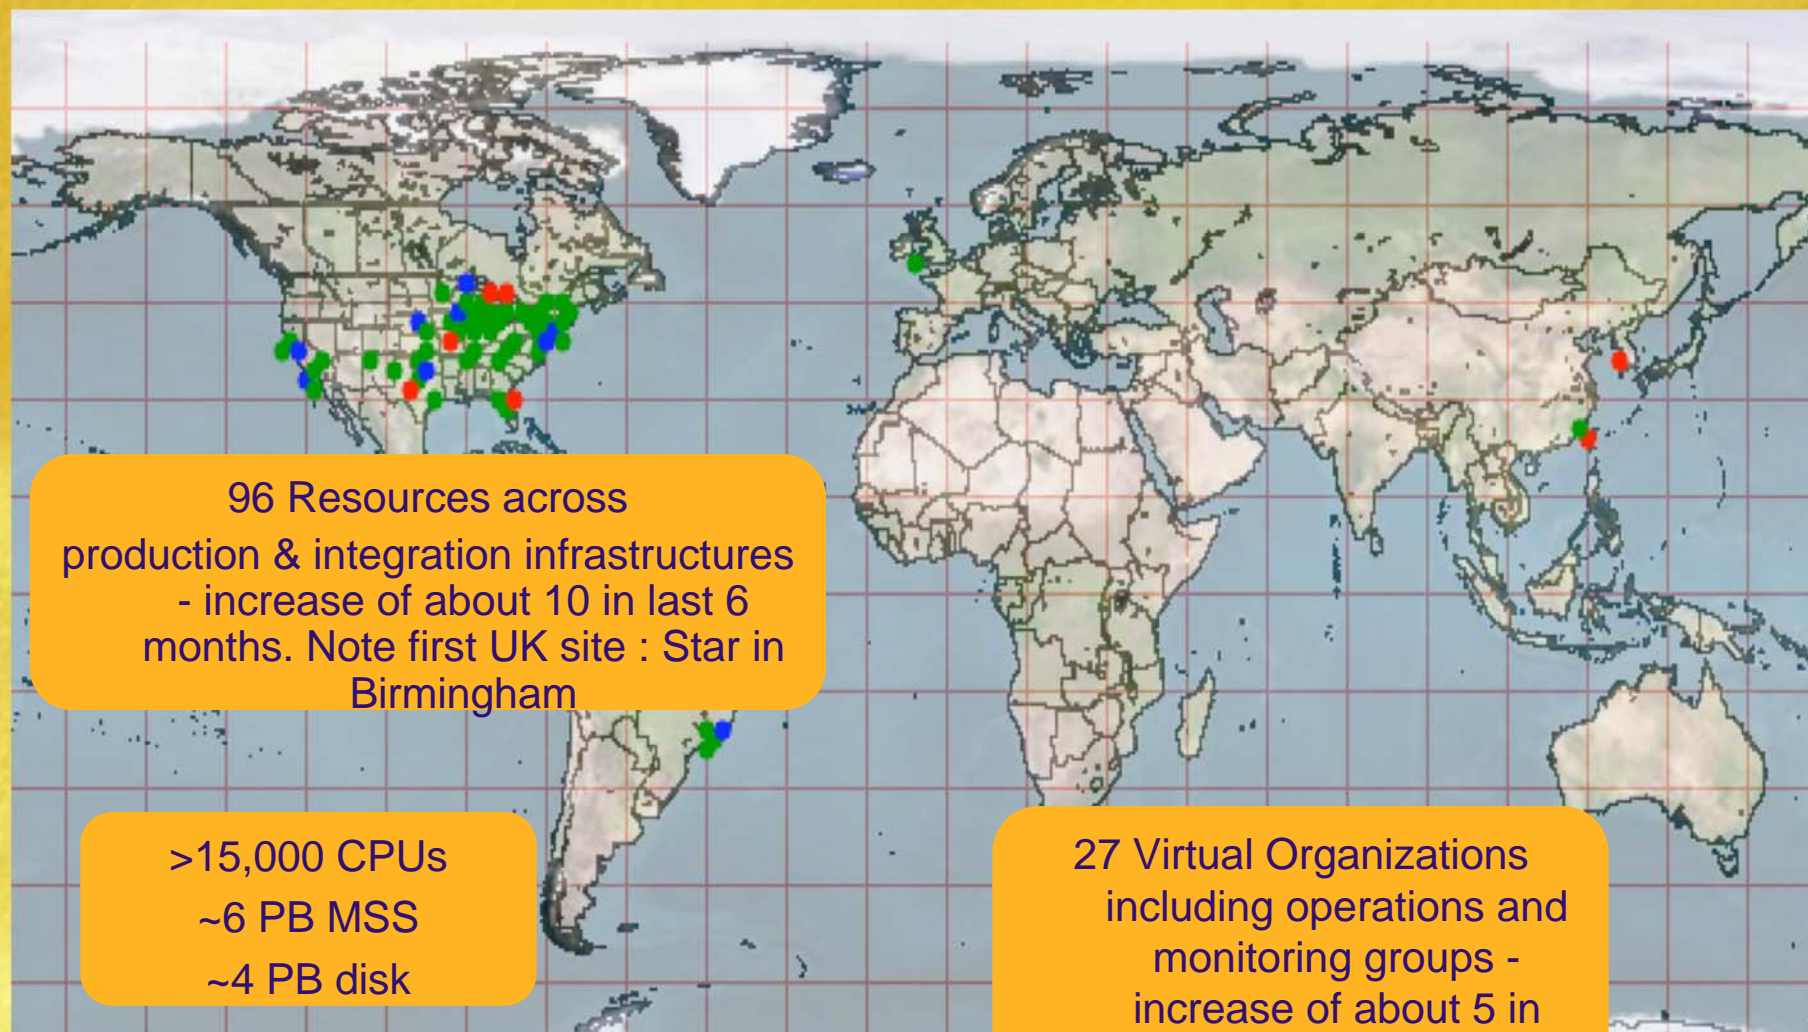 96 Resources across
production & integration infrastructures
- increase of about 10 in last 6
months. Note first UK site : Star in
Birmingham
>15,000 CPUs
~6 PB MSS
~4 PB disk
27 Virtual Organizations
including operations and
monitoring groups -
increase of about 5 in